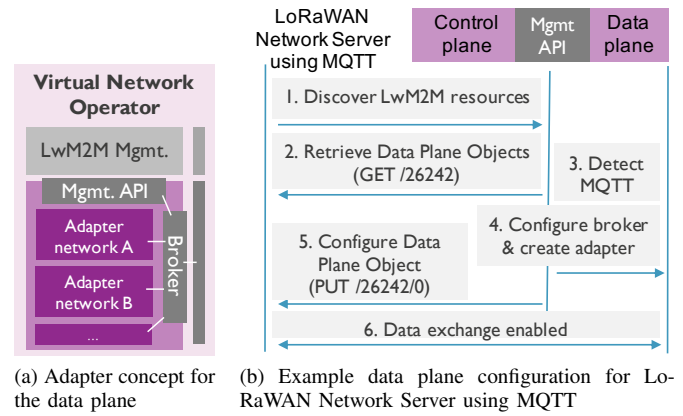 Virtual Network
Operator
LwM2M Mgmt.
Mgmt. API
Adapter
network A
Adapter
network B
...
Broker
(a) Adapter concept for
the data plane
LoRaWAN
Network Server
using MQTT
Control
plane
Mgmt
API
Data
plane
1. Discover LwM2M resources
2. Retrieve Data Plane Objects
(GET /26242)
3. Detect
MQTT
4. Configure broker
& create adapter
5. Configure Data
Plane Object
(PUT /26242/0)
6. Data exchange enabled
(b) Example data plane configuration for Lo-
RaWAN Network Server using MQTT